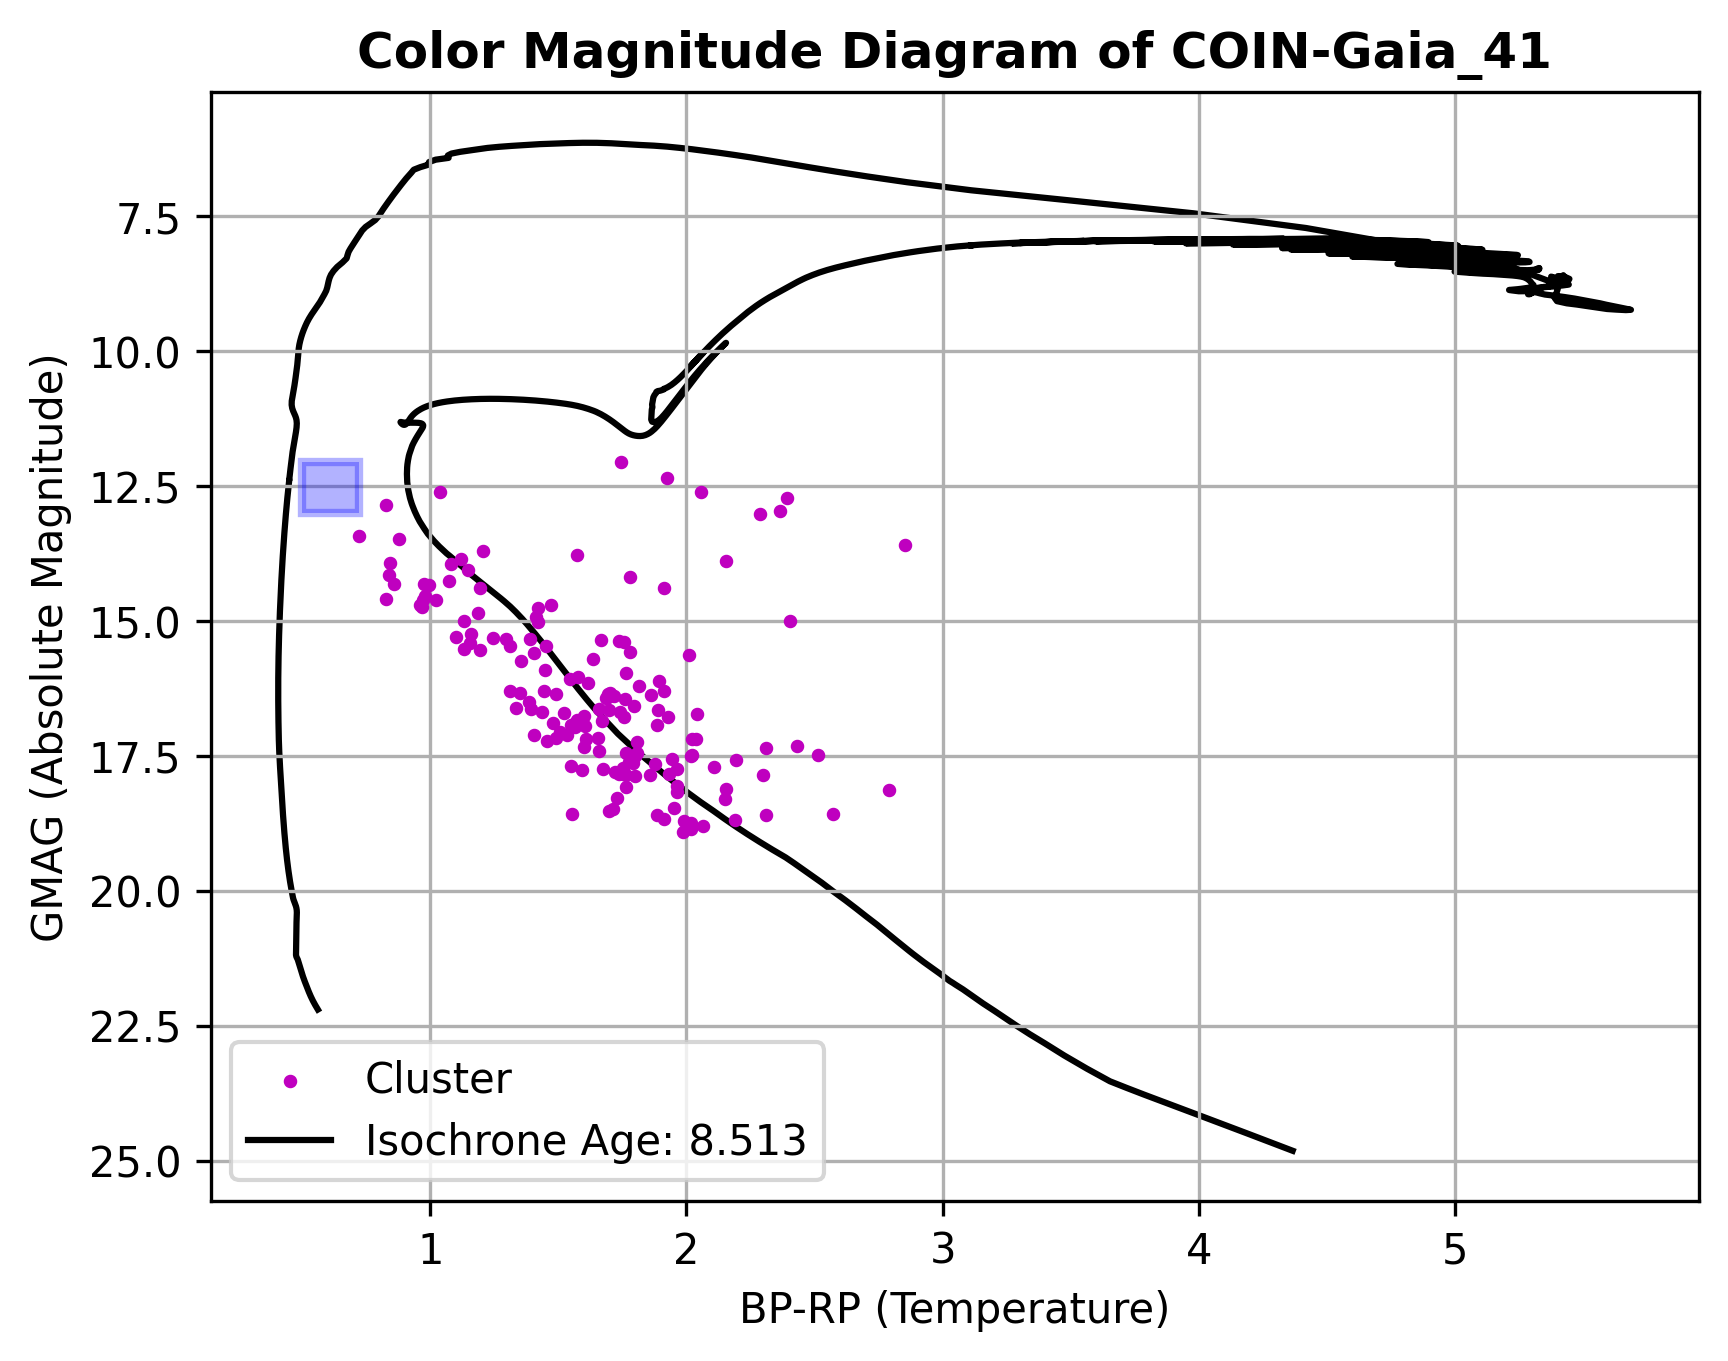 Color Magnitude Diagram of COIN-Gaia_41
GMAG (Absolute Magnitude)
7.5
10.0
12.5
15.0
17.5
20.0
22.5
25.0
Cluster
Isochrone Age: 8.513
1 2 3 4 5
BP-RP (Temperature)